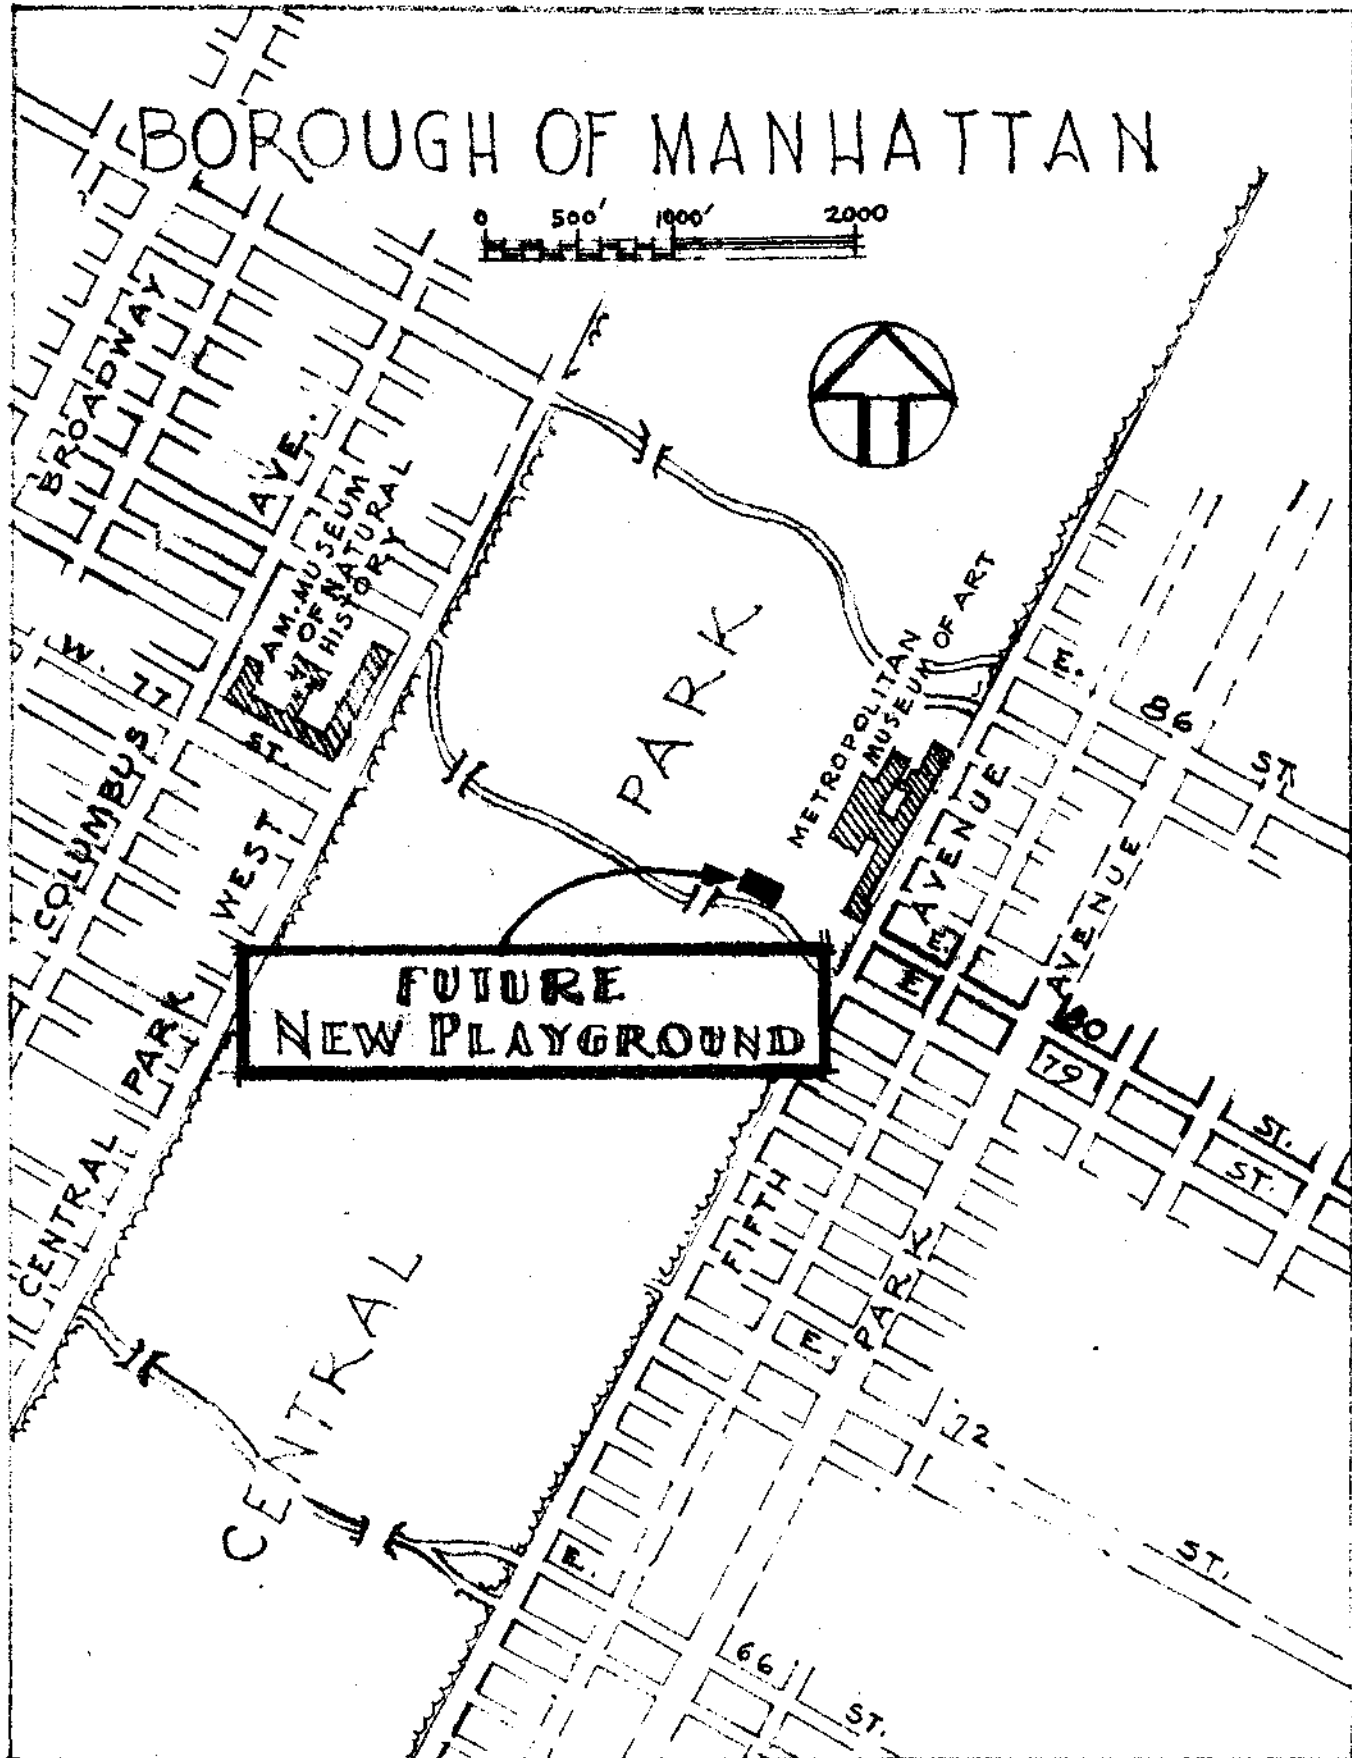 BOROUGH OF MANHATTAN
0 500' 1000' 2000
BROADWAY
AVE.
AM. MUSEUM
OF NATURAL
HISTORY
W. 77 ST.
COLUMBUS
CENTRAL PARK WEST
PARK
METROPOLITAN
MUSEUM OF ART
E. 86 ST.
AVENUE
AVENUE
FUTURE
NEW PLAYGROUND
E. 80 ST.
E. 79 ST.
FIFTH
PARK
CENTRAL
E. 72 ST.
E. 66 ST.